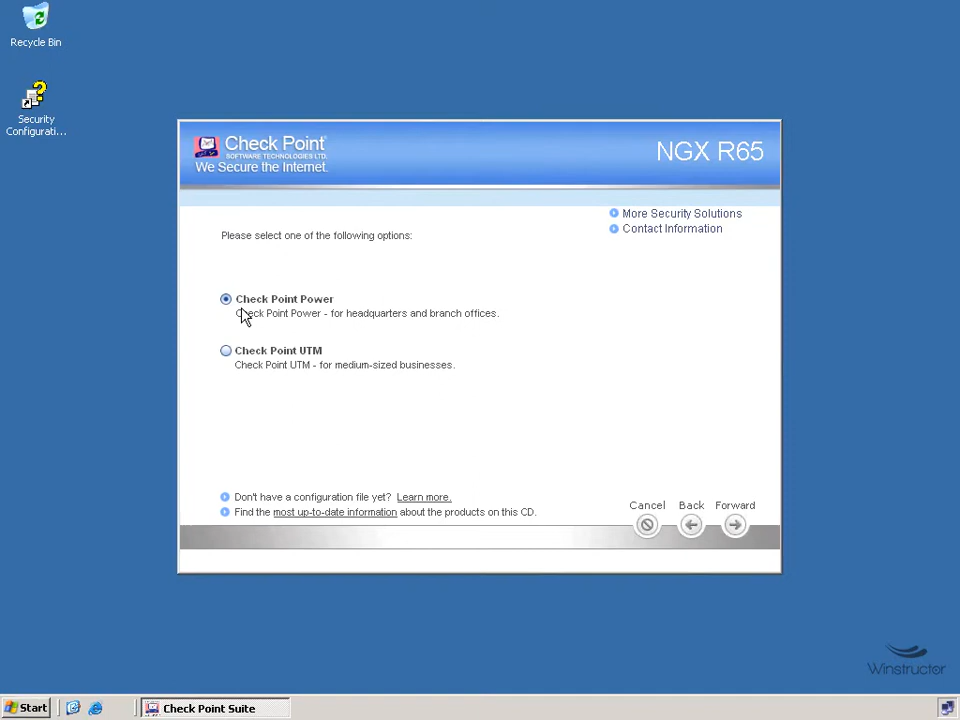 Recycle Bin
Security
Configurati...
Check Point
SOFTWARE TECHNOLOGIES LTD.
We Secure the Internet.
NGX R65
More Security Solutions
Contact Information
Please select one of the following options:
Check Point Power
Check Point Power - for headquarters and branch offices.
Check Point UTM
Check Point UTM - for medium-sized businesses.
Don't have a configuration file yet? Learn more.
Find the most up-to-date information about the products on this CD.
Cancel Back Forward
Winstructor
Start
Check Point Suite